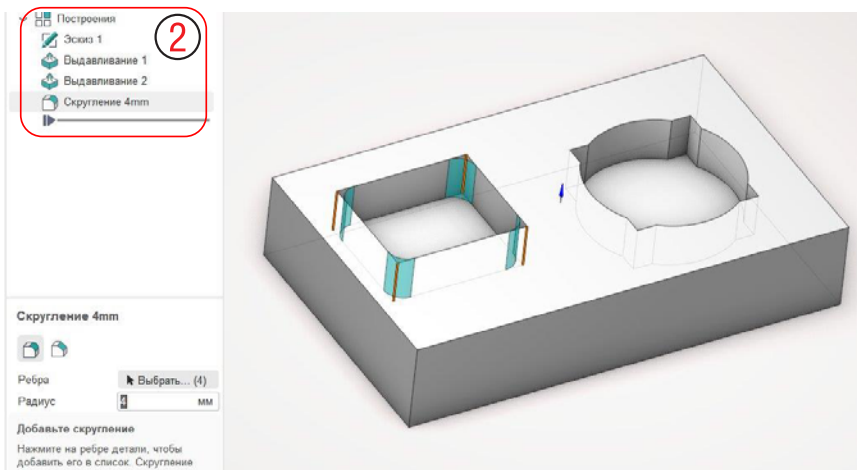 Построения
②
Эскиз 1
Выдавливание 1
Выдавливание 2
Скругление 4mm
Скругление 4mm
Ребра Выбрать... (4)
Радиус 4 мм
Добавьте скругление
Нажмите на ребре детали, чтобы
добавить его в список. Скругление